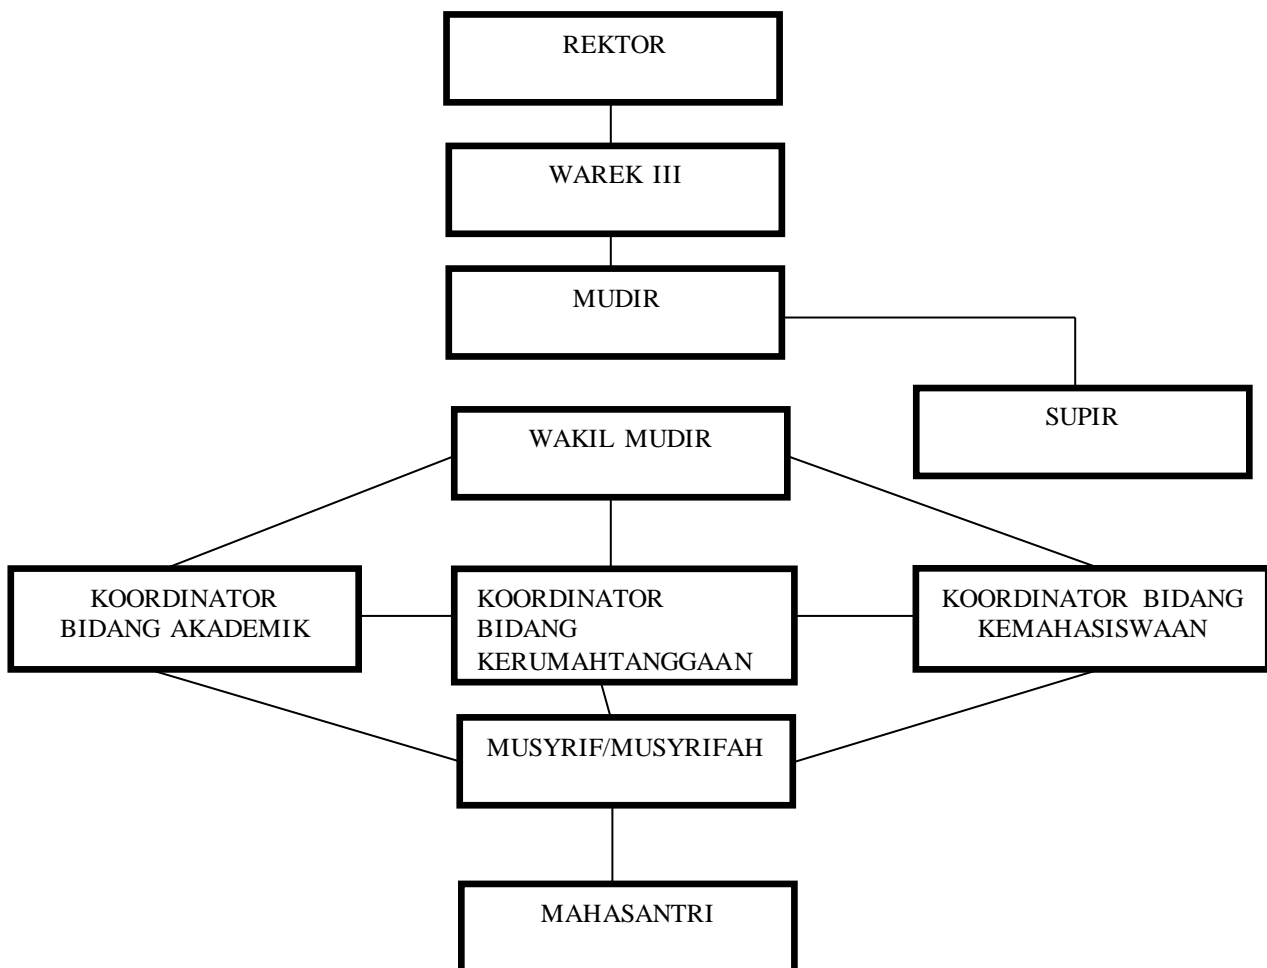 REKTOR
WAREK III
MUDIR
SUPIR
WAKIL MUDIR
KOORDINATOR
BIDANG AKADEMIK
KOORDINATOR
BIDANG
KERUMAHTANGGAAN
KOORDINATOR BIDANG
KEMAHASISWAAN
MUSYRIF/MUSYRIFAH
MAHASANTRI